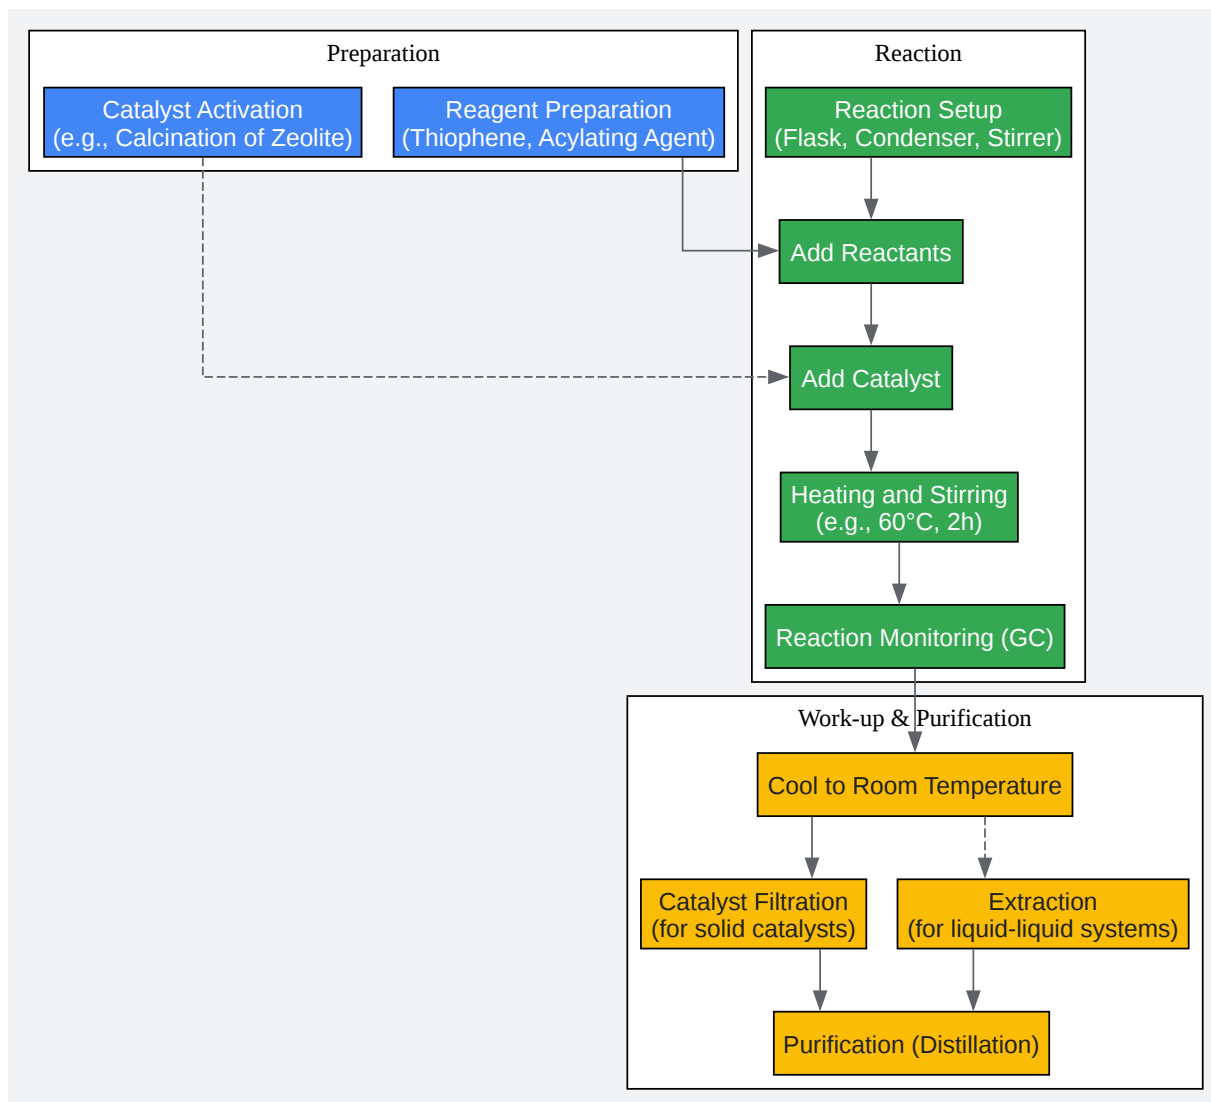 Preparation
Catalyst Activation
(e.g., Calcination of Zeolite)
Reagent Preparation
(Thiophene, Acylating Agent)
Reaction
Reaction Setup
(Flask, Condenser, Stirrer)
Add Reactants
Add Catalyst
Heating and Stirring
(e.g., 60°C, 2h)
Reaction Monitoring (GC)
Work-up & Purification
Cool to Room Temperature
Catalyst Filtration
(for solid catalysts)
Extraction
(for liquid-liquid systems)
Purification (Distillation)